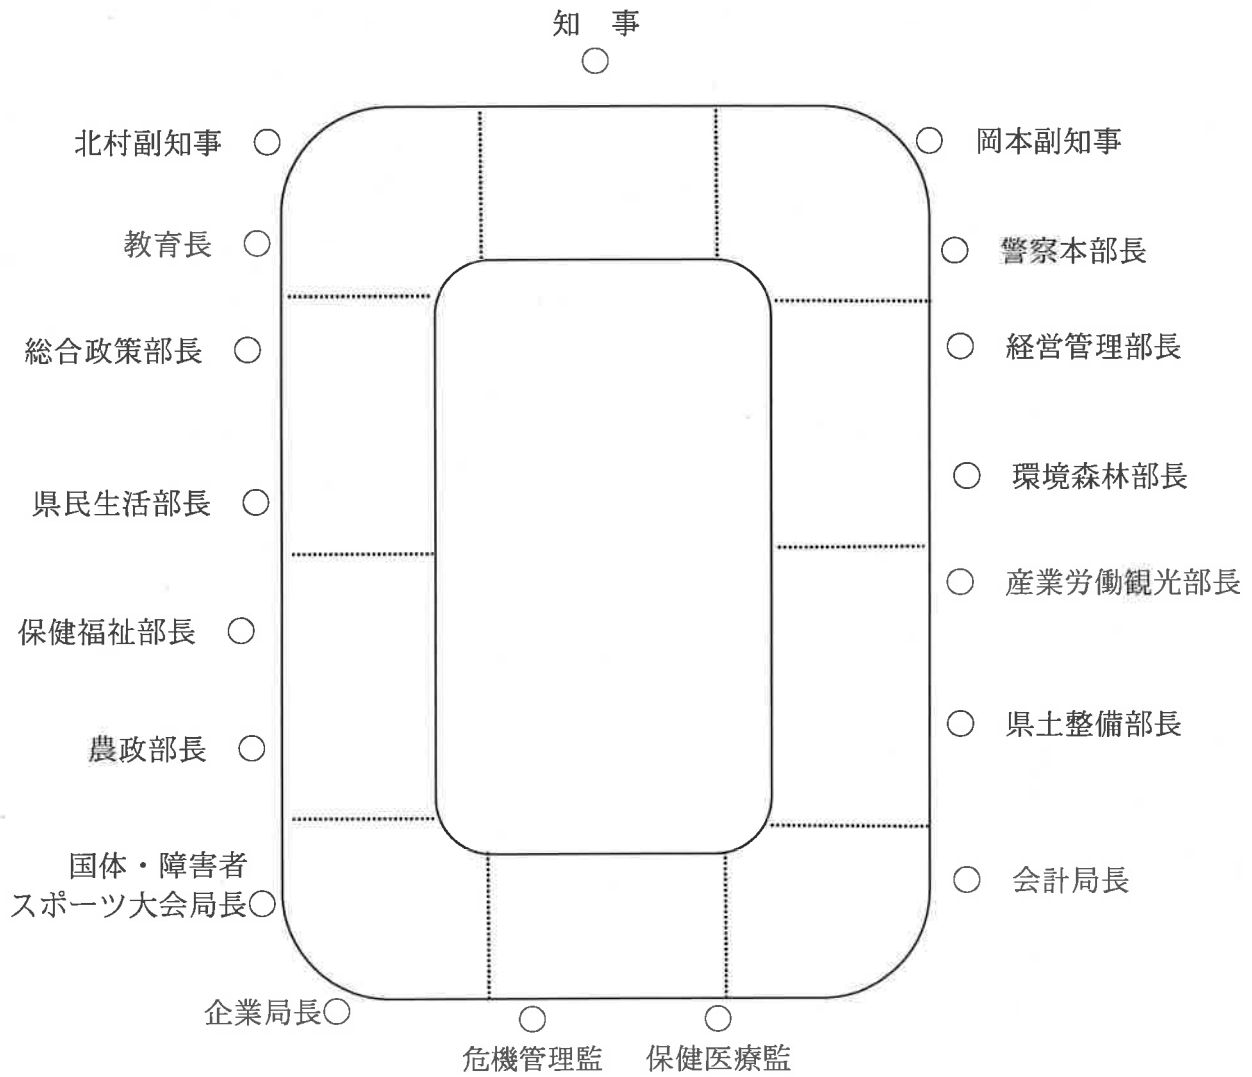 知 事
北村副知事
岡本副知事
教育長
警察本部長
総合政策部長
経営管理部長
県民生活部長
環境森林部長
保健福祉部長
産業労働観光部長
農政部長
県土整備部長
国体・障害者
スポーツ大会局長
会計局長
企業局長
危機管理監
保健医療監